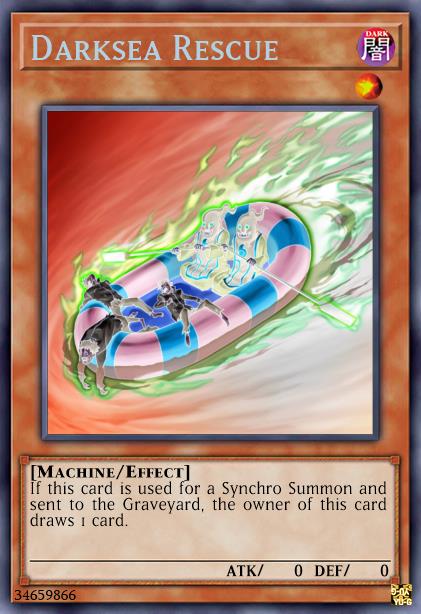 Darksea Rescue
DARK
闇
[Machine/Effect]
If this card is used for a Synchro Summon and
sent to the Graveyard, the owner of this card
draws 1 card.
ATK/ 0 DEF/ 0
34659866